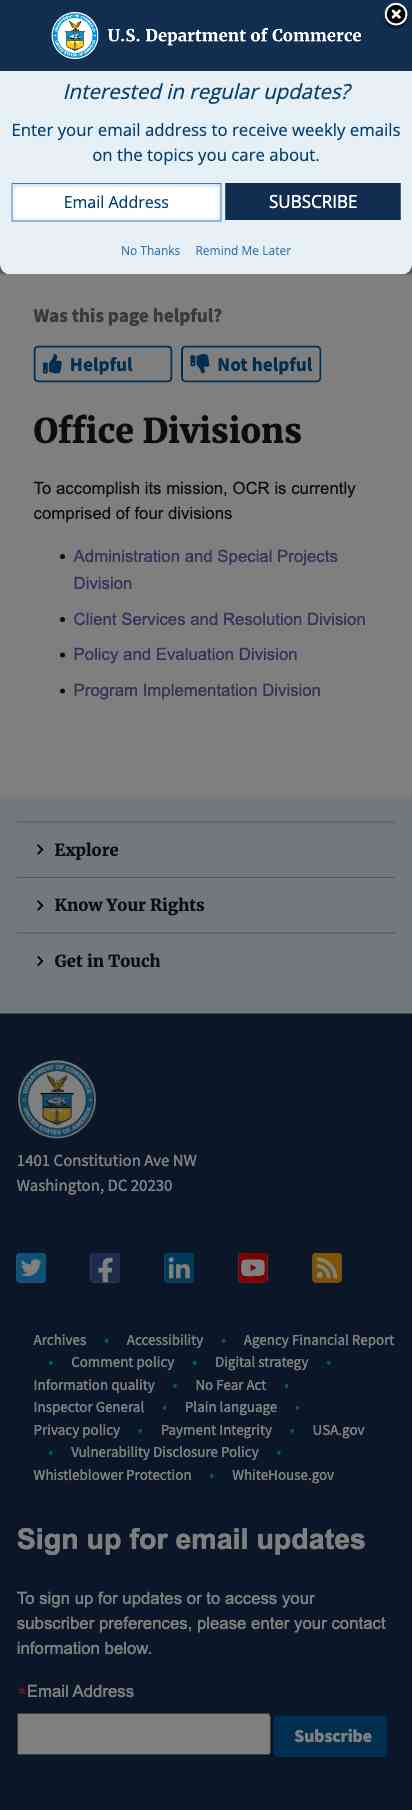 U.S. Department of Commerce
Interested in regular updates?
Enter your email address to receive weekly emails
on the topics you care about.
Email Address
SUBSCRIBE
No Thanks Remind Me Later
Was this page helpful?
Helpful
Not helpful
Office Divisions
To accomplish its mission, OCR is currently
comprised of four divisions
• Administration and Special Projects
Division
• Client Services and Resolution Division
• Policy and Evaluation Division
• Program Implementation Division
Explore
Know Your Rights
Get in Touch
1401 Constitution Ave NW
Washington, DC 20230
Archives • Accessibility • Agency Financial Report
• Comment policy • Digital strategy •
Information quality • No Fear Act •
Inspector General • Plain language •
Privacy policy • Payment Integrity • USA.gov
• Vulnerability Disclosure Policy •
Whistleblower Protection • WhiteHouse.gov
Sign up for email updates
To sign up for updates or to access your
subscriber preferences, please enter your contact
information below.
*Email Address
Subscribe